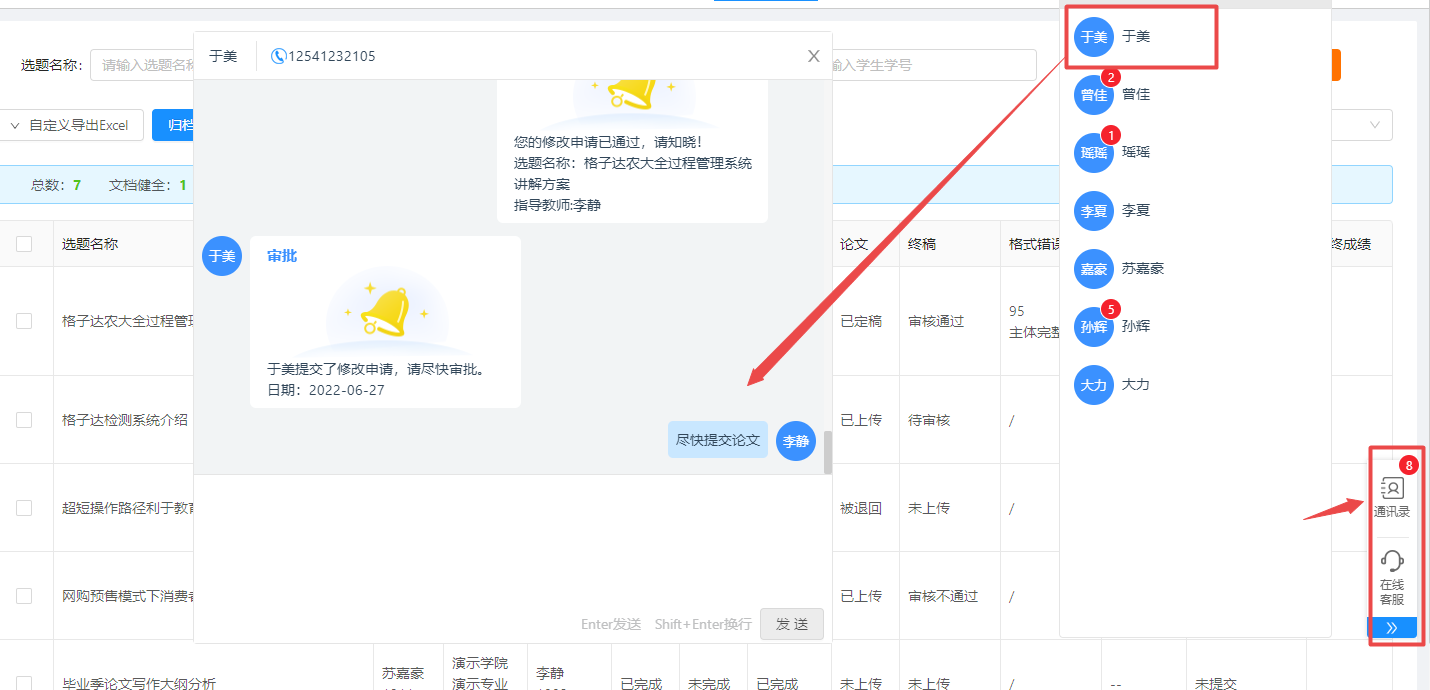 选题名称:
请输入选题名称
于美
12541232105
输入学生学号
自定义导出Excel
归档
总数: 7
文档健全: 1
您的修改申请已通过，请知晓!
选题名称：格子达农大全过程管理系统
讲解方案
指导教师:李静
于美
审批
于美提交了修改申请，请尽快审批。
日期：2022-06-27
尽快提交论文
李静
Enter发送 Shift+Enter换行
发 送
选题名称
论文
终稿
格式错误
终成绩
格子达农大全过程管理
已定稿
审核通过
95
主体完整
格子达检测系统介绍
已上传
待审核
/
超短操作路径利于教育
被退回
未上传
/
网购预售模式下消费者
已上传
审核不通过
/
毕业季论文写作大纲分析
苏嘉豪
演示学院
演示专业
李静
已完成
未完成
已完成
未上传
未上传
/
--
未提交
于美
于美
曾佳
2
曾佳
瑶瑶
1
瑶瑶
李夏
李夏
嘉豪
苏嘉豪
孙辉
5
孙辉
大力
大力
8
通讯录
在线
客服